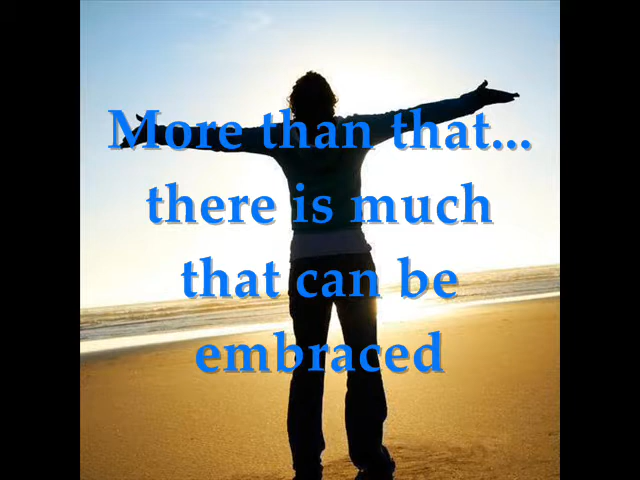 More than that...
there is much
that can be
embraced